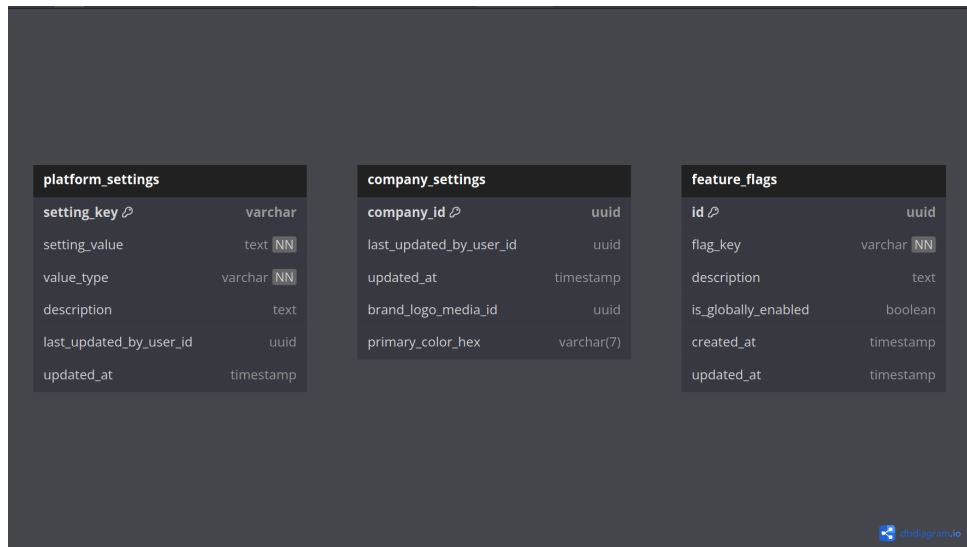 platform_settings
setting_key varchar
setting_value text NN
value_type varchar NN
description text
last_updated_by_user_id uuid
updated_at timestamp
company_settings
company_id uuid
last_updated_by_user_id uuid
updated_at timestamp
brand_logo_media_id uuid
primary_color_hex varchar(7)
feature_flags
id uuid
flag_key varchar NN
description text
is_globally_enabled boolean
created_at timestamp
updated_at timestamp
dbdiagram.io